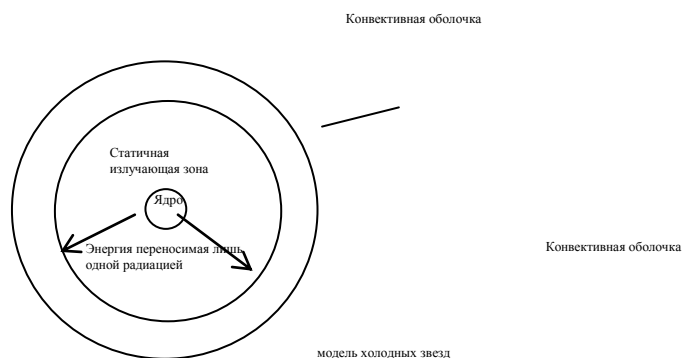 Конвективная оболочка
Статичная
излучающая зона
Ядро
Энергия переносимая лишь
одной радиацией
Конвективная оболочка
модель холодных звезд